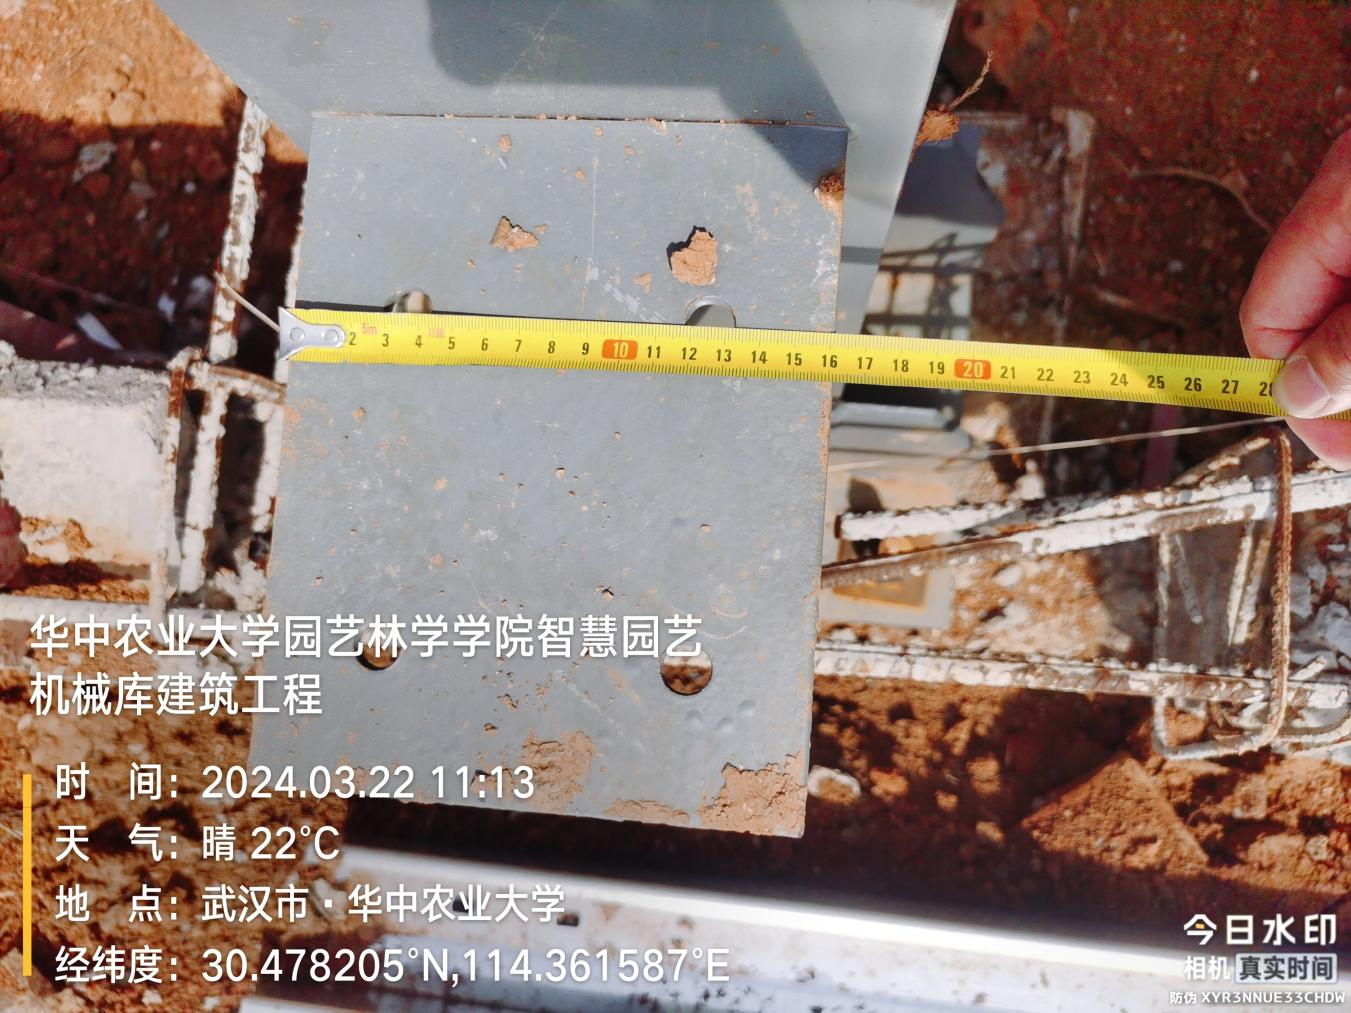 5m
2 3 4 5 6 7 8 9 10 11 12 13 14 15 16 17 18 19 20 21 22 23 24 25 26 27 28
华中农业大学园艺林学学院智慧园艺
机械库建筑工程
时 间：2024.03.22 11:13
天 气：晴 22°C
地 点：武汉市·华中农业大学
经纬度：30.478205°N,114.361587°E
今日水印
相机 真实时间
防伪 XYR3NNUE33CHDW